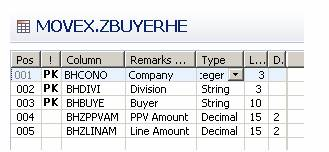 MOVEX.ZBUYERHE
Pos ! Column Remarks ... Type L... D.
001 PK BHCONO Company :eger 3
002 PK BHDIVI Division String 3
003 PK BHBUYE Buyer String 10
004 BHZPPVAM PPV Amount Decimal 15 2
005 BHZLINAM Line Amount Decimal 15 2